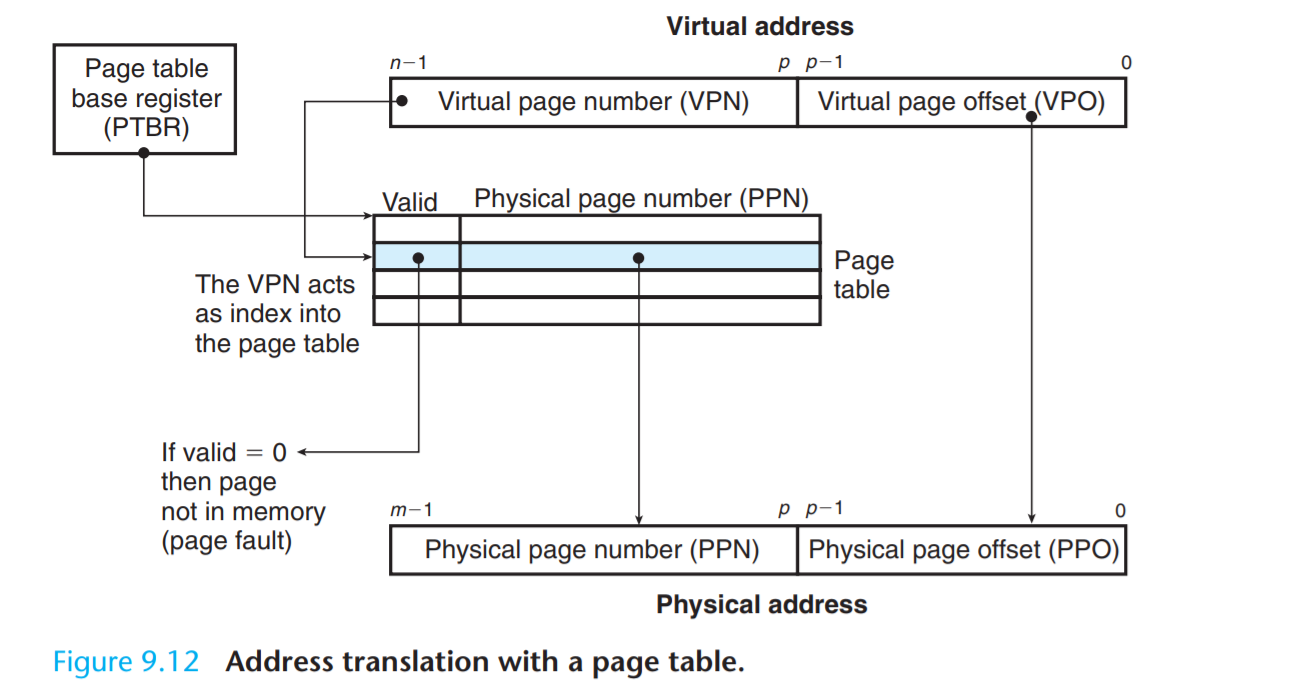 Virtual address
n−1
p p−1
0
Page table
base register
(PTBR)
Virtual page number (VPN)
Virtual page offset (VPO)
Valid
Physical page number (PPN)
Page
table
The VPN acts
as index into
the page table
If valid = 0
then page
not in memory
(page fault)
m−1
p p−1
0
Physical page number (PPN)
Physical page offset (PPO)
Physical address
Figure 9.12 Address translation with a page table.